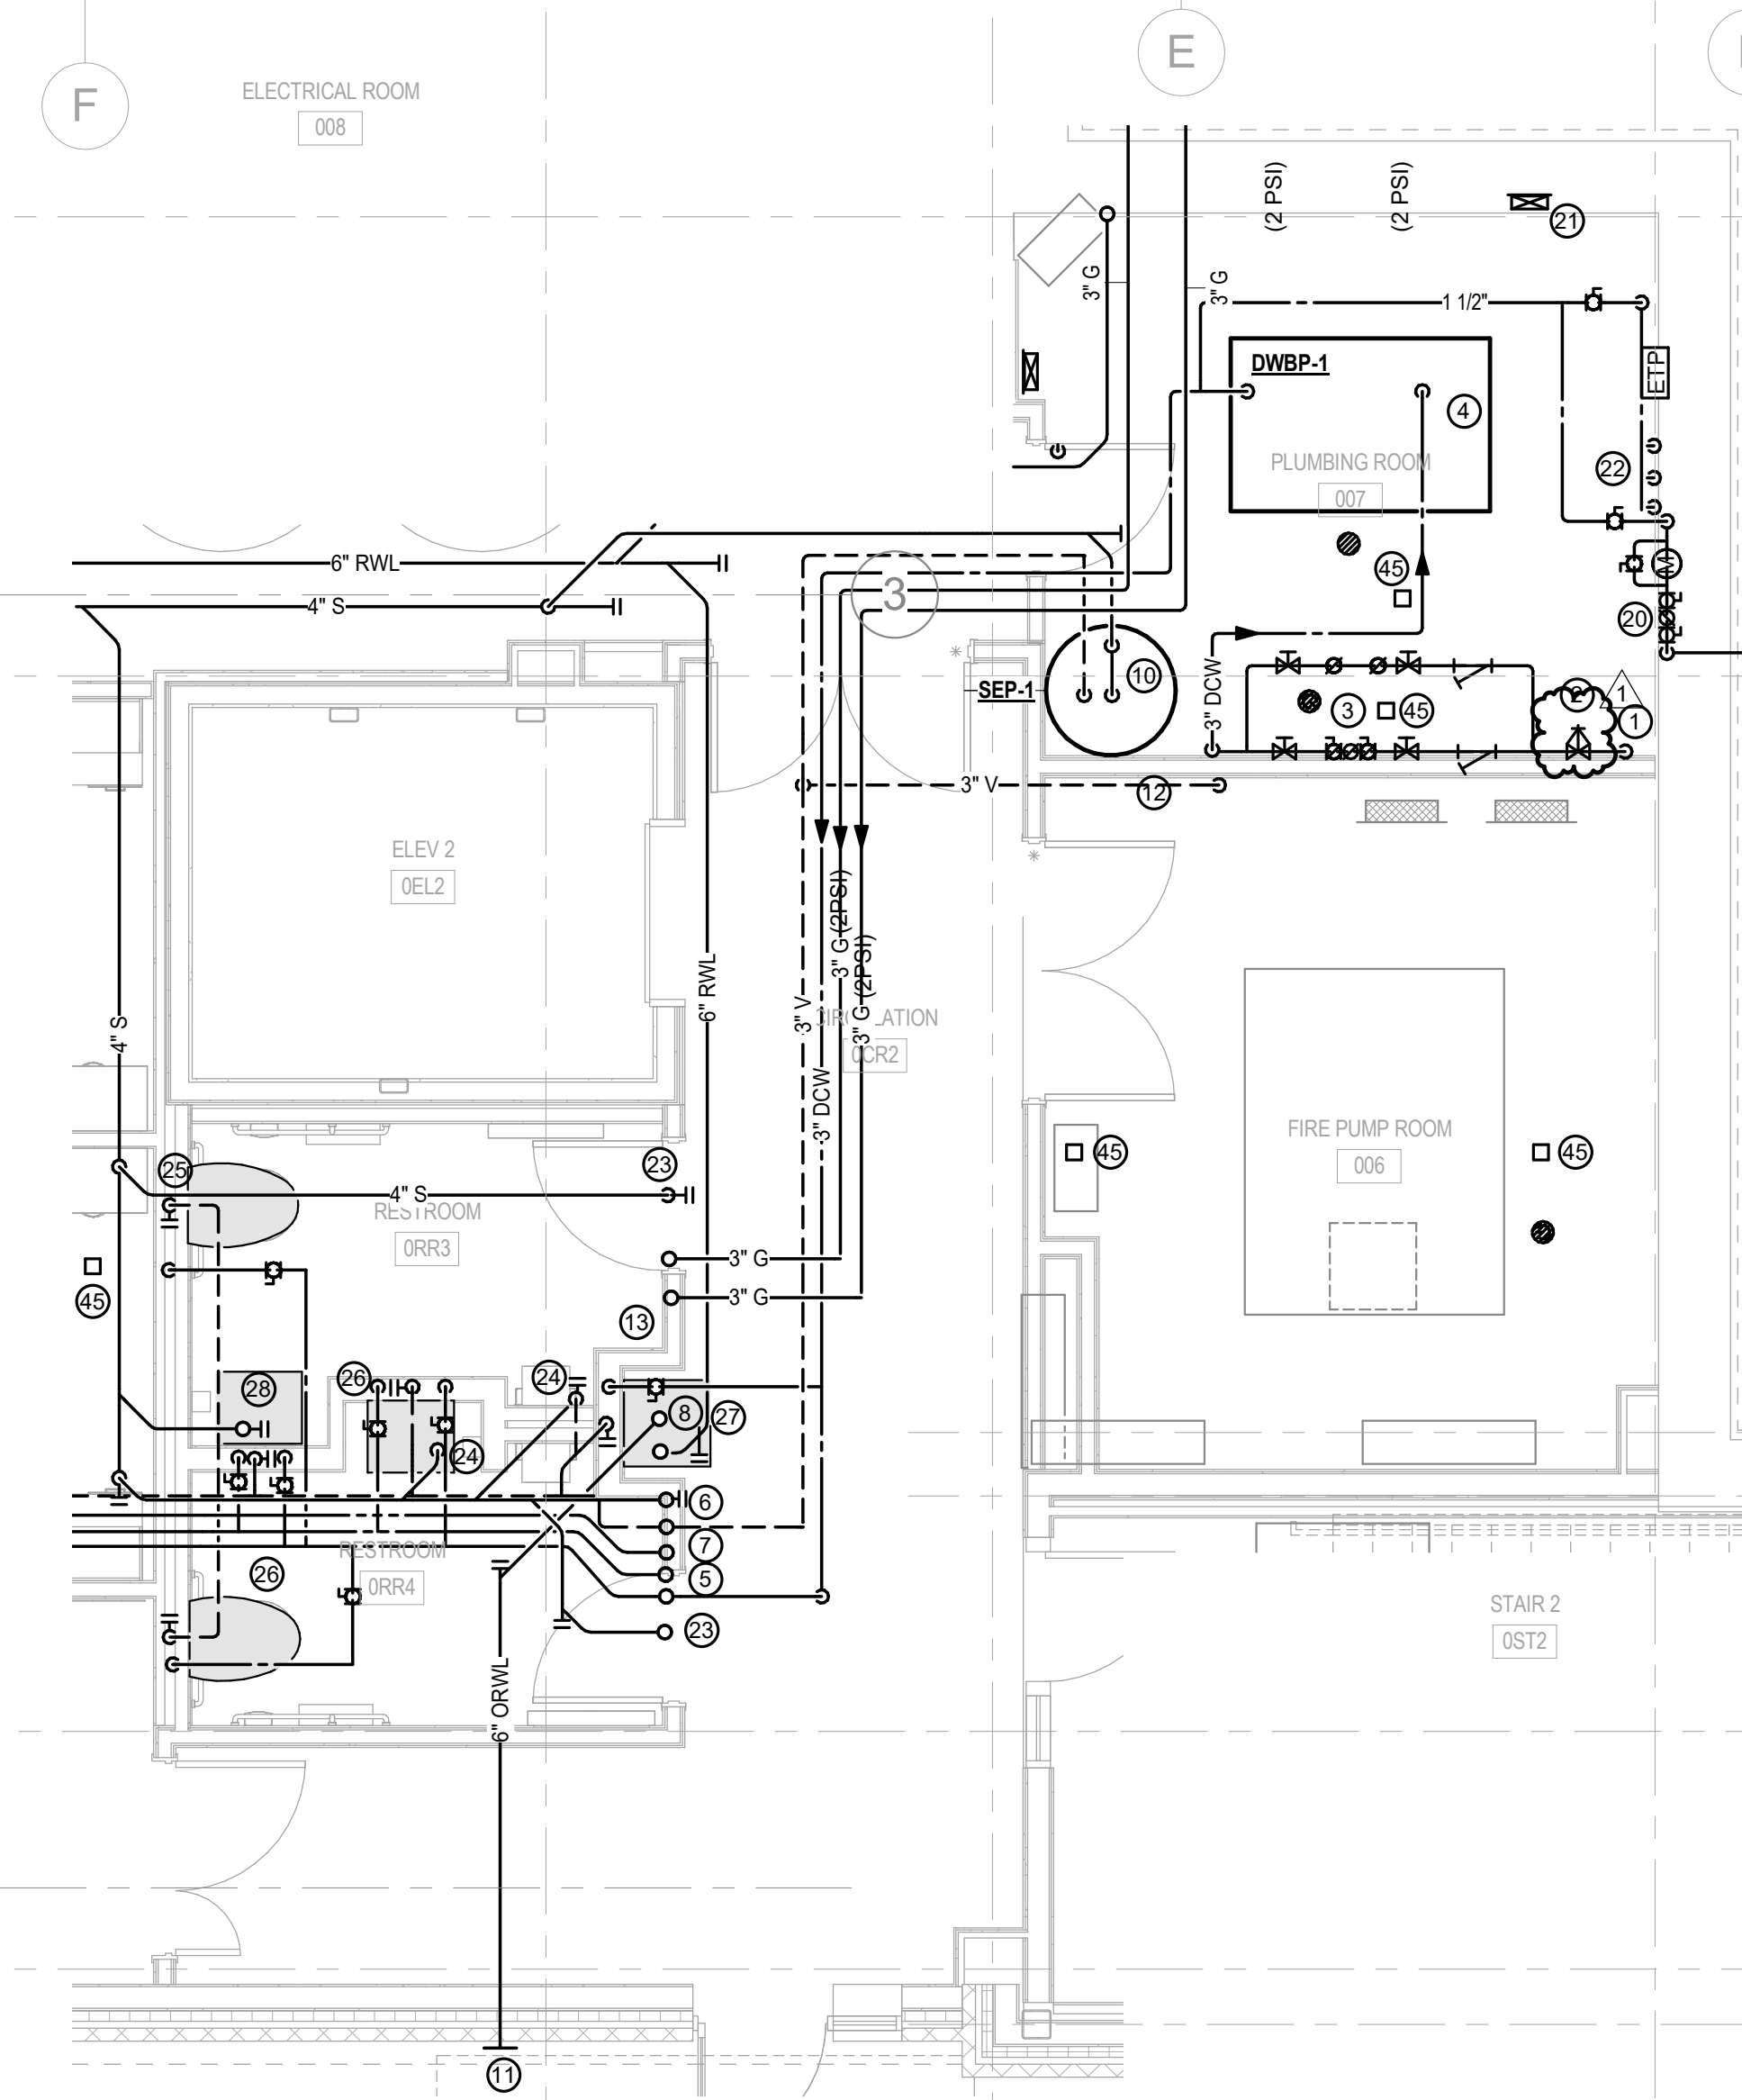 F
E
ELECTRICAL ROOM
008
(2 PSI)
(2 PSI)
21
3" G
3" G
1 1/2"
DWBP-1
ETP
4
PLUMBING ROOM
007
22
6" RWL
45
M
3
4" S
20
SEP-1
10
3" DCW
3
45
2
1
1
3" V
12
ELEV 2
0EL2
3" G (2PSI)
3" G (2PSI)
6" RWL
3" V
4" S
0CR2
3" DCW
FIRE PUMP ROOM
006
45
45
25
23
4" S
RESTROOM
0RR3
3" G
3" G
45
13
28
26
24
8
27
24
6
7
RESTROOM
0RR4
5
26
23
STAIR 2
0ST2
6" ORWL
11